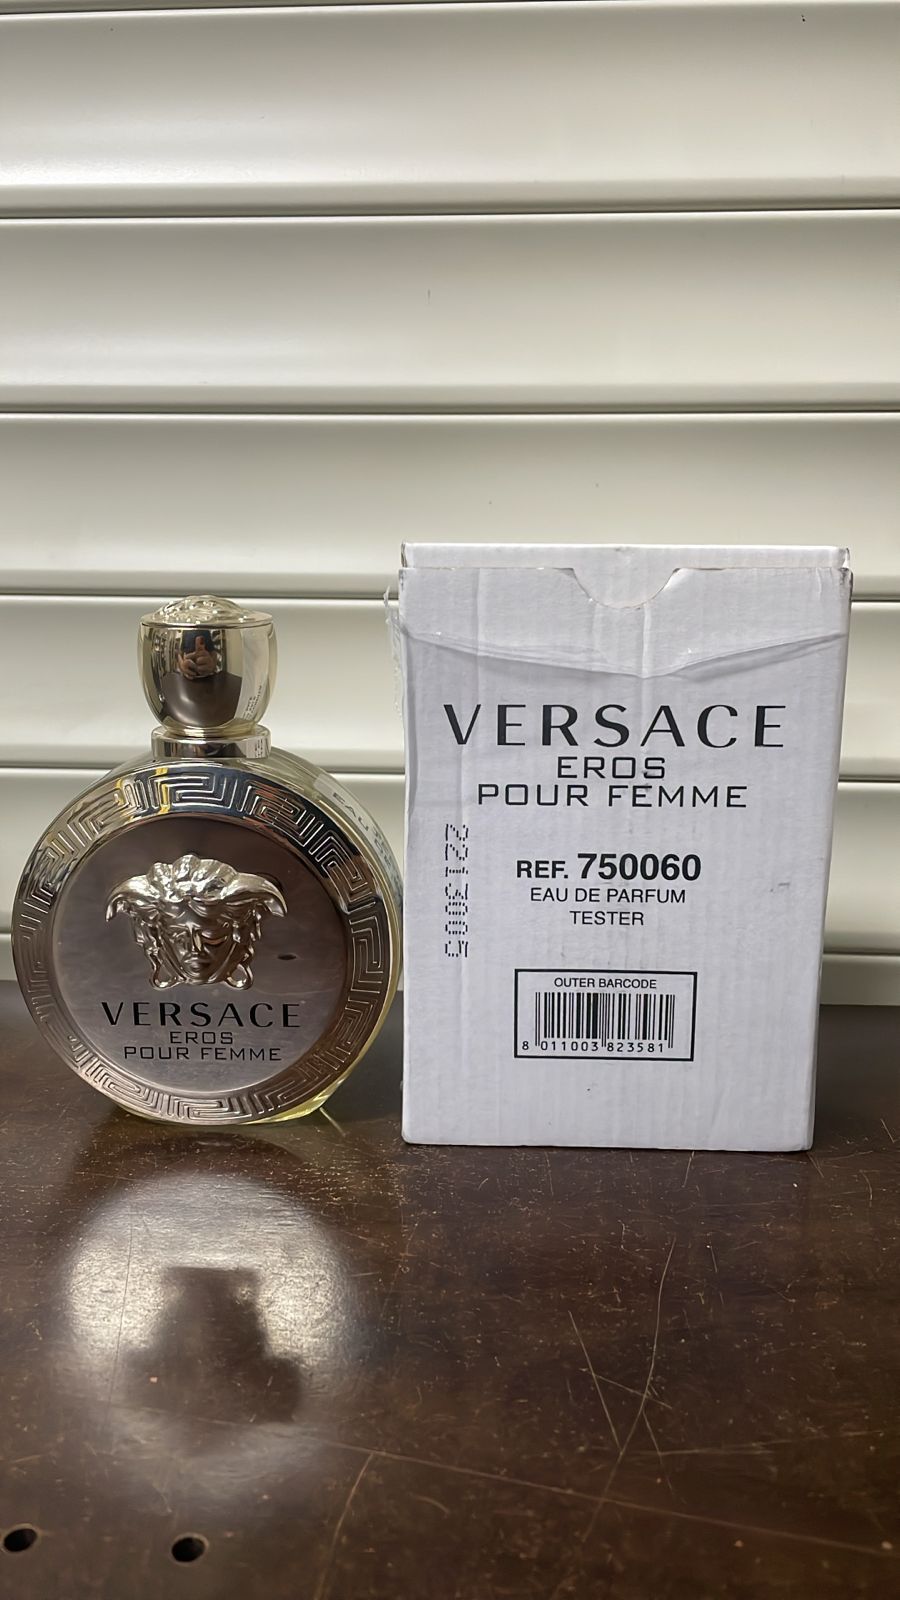 VERSACE
EROS
POUR FEMME
VERSACE
EROS
POUR FEMME
2213005
REF. 750060
EAU DE PARFUM
TESTER
OUTER BARCODE
8 011003 823581